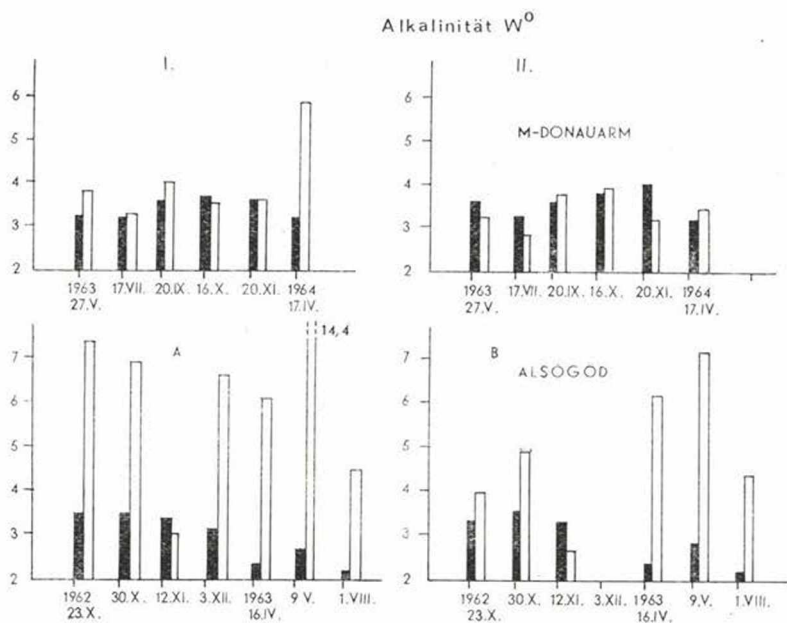 Alkalinität W⁰
I. II.
M-DONAUARM
6
5
4
3
2
6
5
4
3
2
1963 17.VII. 20.IX. 16.X. 20.XI. 1964
27.V. 17.IV.
1963 17.VII. 20.IX. 16.X. 20.XI. 1964
27.V. 17.IV.
A 14,4 B
ALSÓGÖD
7
6
5
4
3
2
7
6
5
4
3
2
1962 30.X. 12.XI. 3.XII. 1963 9 V. 1.VIII.
23.X. 16.IV.
1962 30.X. 12.XI. 3.XII. 1963 9.V. 1.VIII.
23.X. 16.IV.